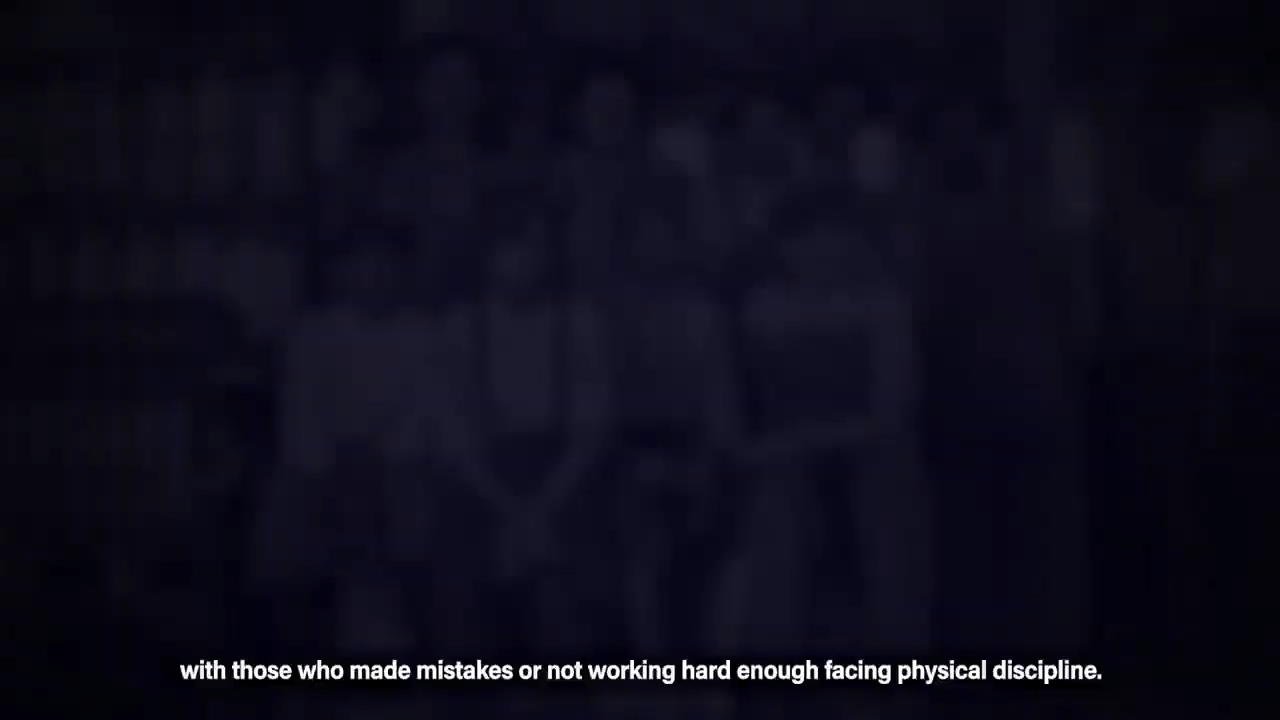 with those who made mistakes or not working hard enough facing physical discipline.